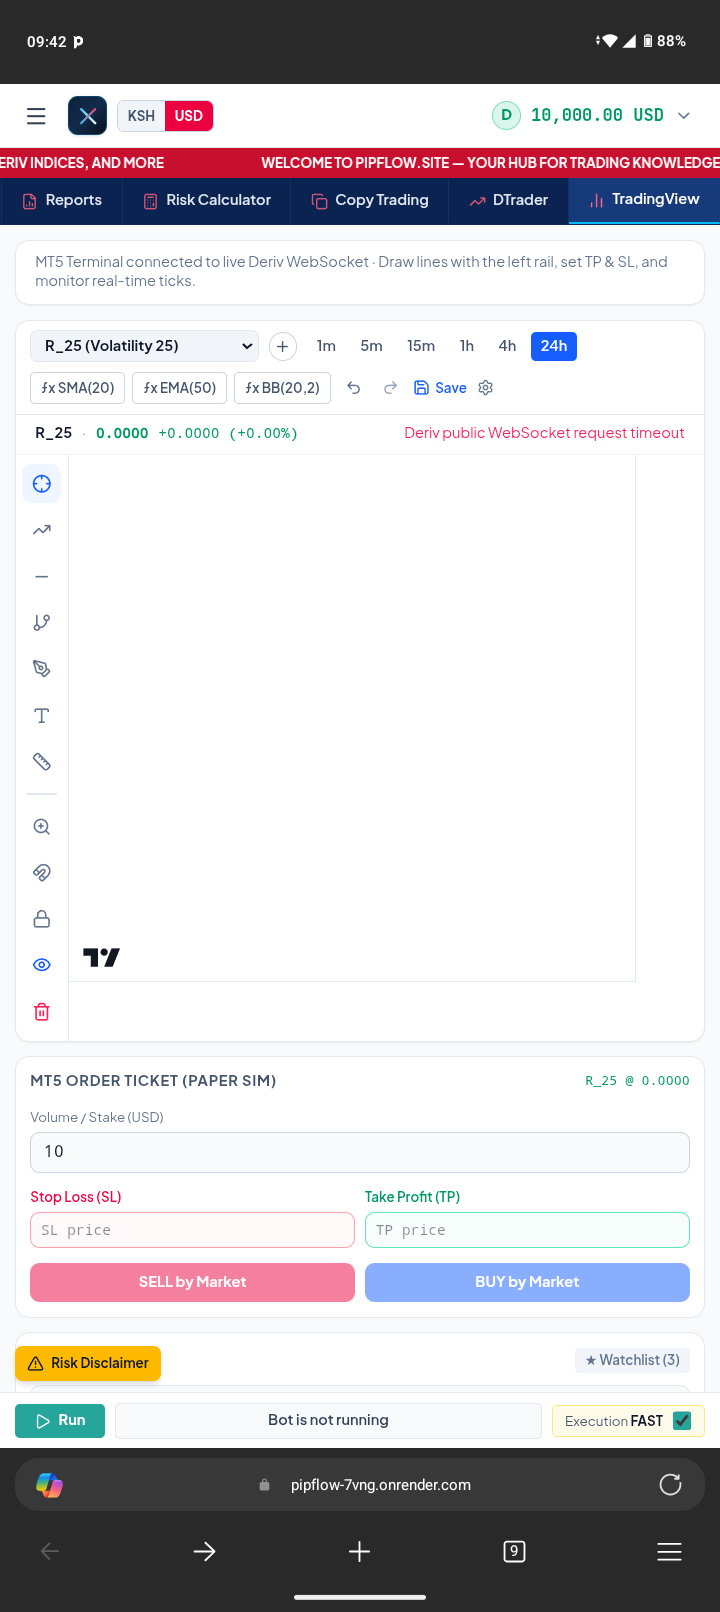 09:42
88%
KSH USD
D 10,000.00 USD
ERIV INDICES, AND MORE WELCOME TO PIPFLOW.SITE — YOUR HUB FOR TRADING KNOWLEDGE
Reports Risk Calculator Copy Trading DTrader TradingView
MT5 Terminal connected to live Deriv WebSocket · Draw lines with the left rail, set TP & SL, and
monitor real-time ticks.
R_25 (Volatility 25) 1m 5m 15m 1h 4h 24h
ƒx SMA(20) ƒx EMA(50) ƒx BB(20,2) Save
R_25 · 0.0000 +0.0000 (+0.00%) Deriv public WebSocket request timeout
MT5 ORDER TICKET (PAPER SIM) R_25 @ 0.0000
Volume / Stake (USD)
10
Stop Loss (SL) Take Profit (TP)
SL price TP price
SELL by Market BUY by Market
Risk Disclaimer ★ Watchlist (3)
Run Bot is not running Execution FAST
pipflow-7vng.onrender.com
9